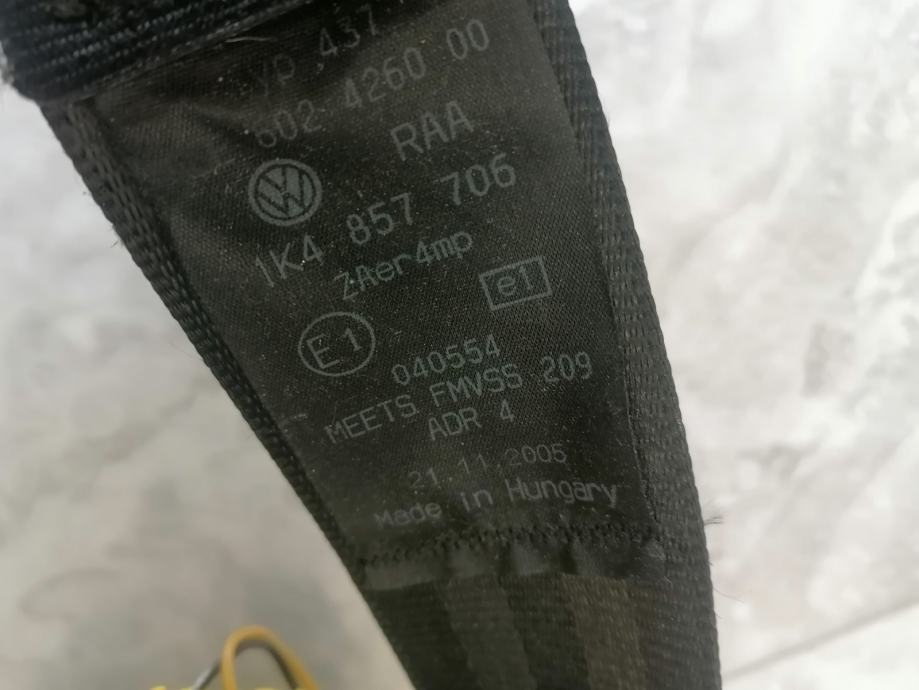 437
602 4260 00
RAA
1K4 857 706
ZAer4mp
E1 e1
040554
MEETS FMVSS 209
ADR 4
21.11.2005
Made in Hungary